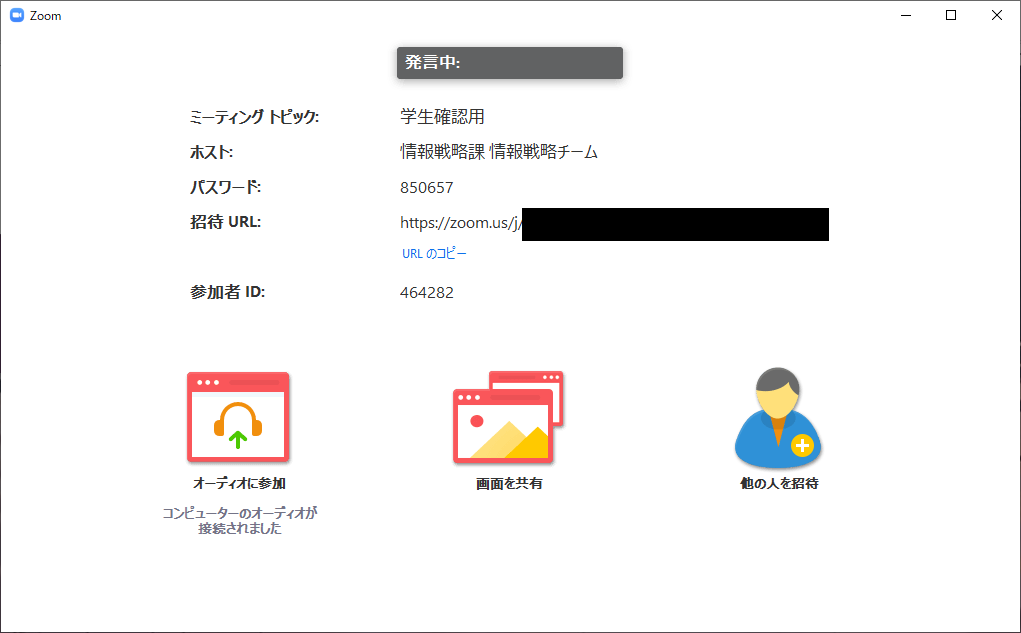 Zoom
発言中:
ミーティング トピック: 学生確認用
ホスト: 情報戦略課 情報戦略チーム
パスワード: 850657
招待 URL: https://zoom.us/j/
URL のコピー
参加者 ID: 464282
オーディオに参加
コンピューターのオーディオが
接続されました
画面を共有
他の人を招待